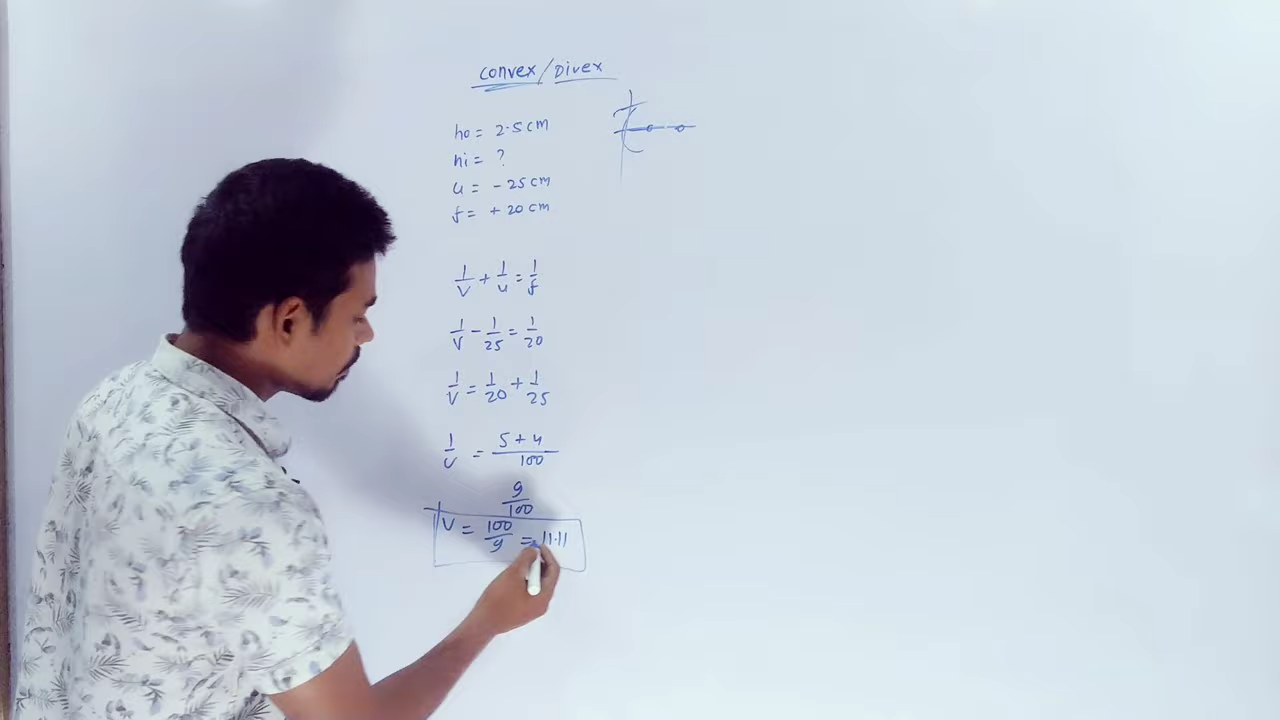 convex/Divex
ho = 2.5 cm
hi = ?
u = - 25 cm
f = + 20 cm
1/v + 1/u = 1/f
1/v - 1/25 = 1/20
1/v = 1/20 + 1/25
1/v = 5+4/100
9/100
v = 100/9 = 11.11